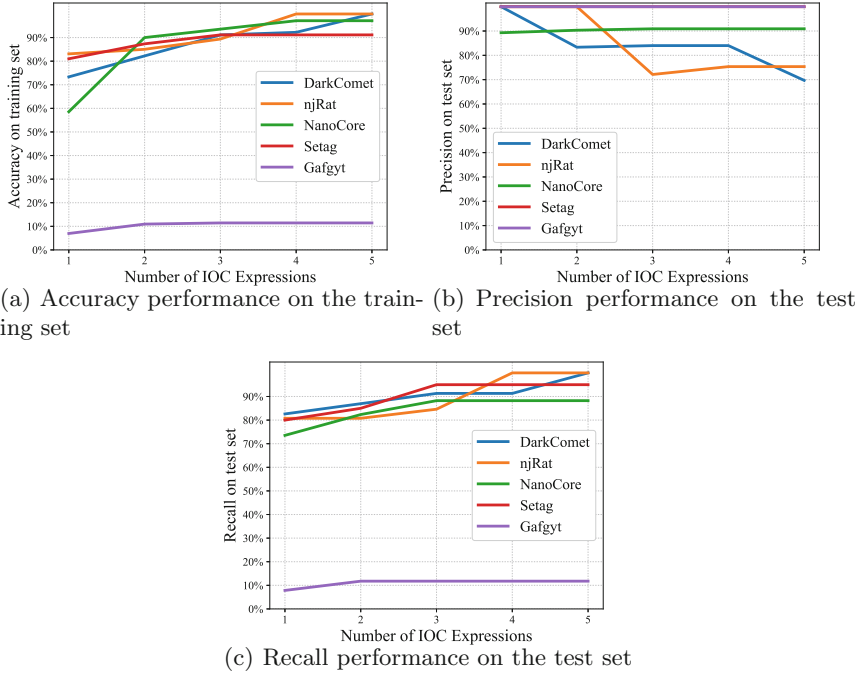 90%
80%
70%
60%
50%
40%
30%
20%
10%
0%
Accuracy on training set
DarkComet
njRat
NanoCore
Setag
Gafgyt
1 2 3 4 5
Number of IOC Expressions
(a) Accuracy performance on the train-
ing set
90%
80%
70%
60%
50%
40%
30%
20%
10%
0%
Precision on test set
DarkComet
njRat
NanoCore
Setag
Gafgyt
1 2 3 4 5
Number of IOC Expressions
(b) Precision performance on the test
set
90%
80%
70%
60%
50%
40%
30%
20%
10%
0%
Recall on test set
DarkComet
njRat
NanoCore
Setag
Gafgyt
1 2 3 4 5
Number of IOC Expressions
(c) Recall performance on the test set